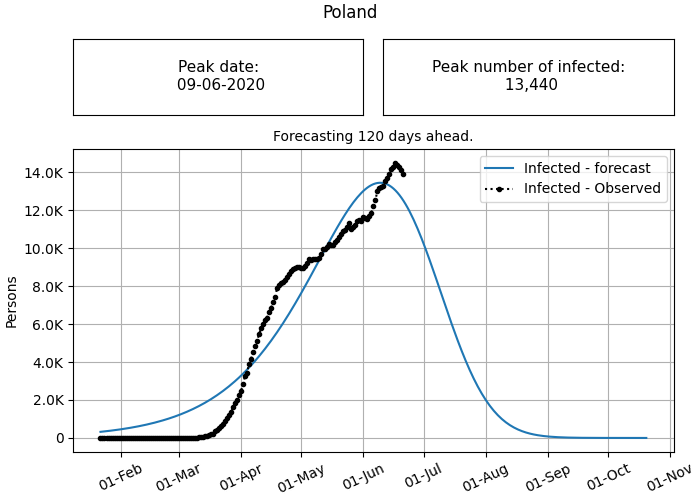 Poland
Peak date:
09-06-2020
Peak number of infected:
13,440
Forecasting 120 days ahead.
Infected - forecast
Infected - Observed
14.0K
12.0K
10.0K
8.0K
6.0K
4.0K
2.0K
0
Persons
01-Feb
01-Mar
01-Apr
01-May
01-Jun
01-Jul
01-Aug
01-Sep
01-Oct
01-Nov